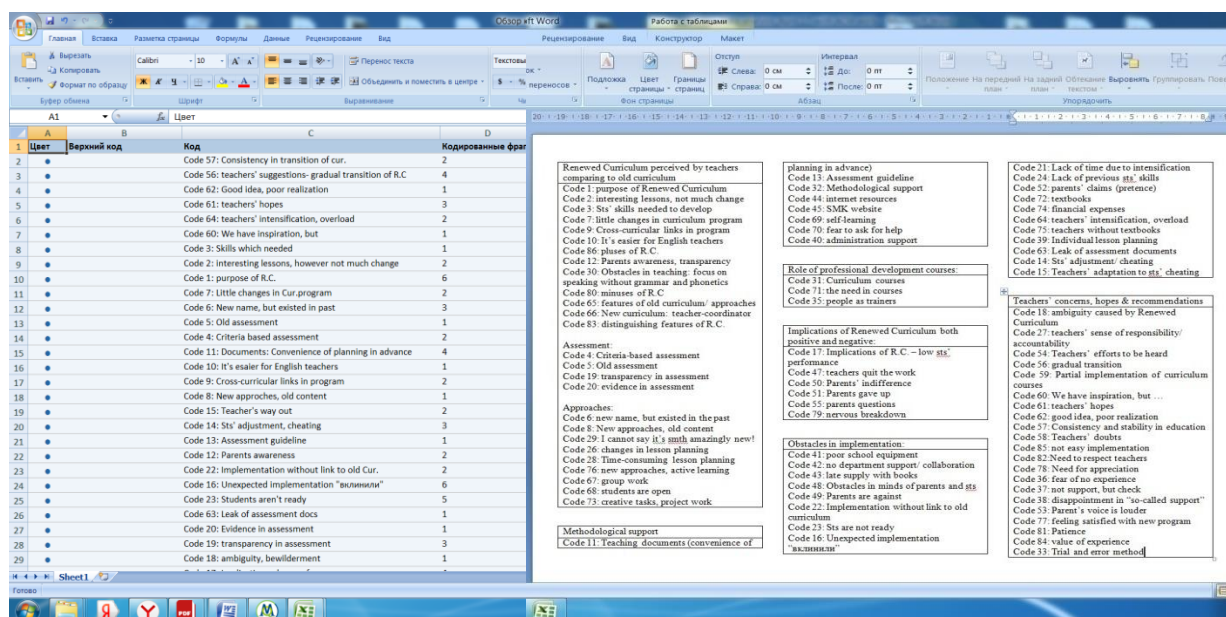 Обзор
ft Word
Работа с таблицами
Главная Вставка Разметка страницы Формулы Данные Рецензирование Вид
Рецензирование Вид Конструктор Макет
Вставить
Вырезать
Копировать
Формат по образцу
Буфер обмена
Calibri 10
Ж К Ч
Шрифт
Перенос текста
Объединить и поместить в центре
Выравнивание
Текстовы
переносов
Подложка Цвет страницы Границы страниц
Фон страницы
Отступ Интервал
Слева: 0 см До: 0 пт
Справа: 0 см После: 0 пт
Абзац
Положение На передний план На задний план Обтекание текстом Выровнять Группировать
Упорядочить
A1 fx Цвет
A B C D
1 Цвет Верхний код Код Кодированные фраг
2 Code 57: Consistency in transition of cur. 2
3 Code 56: teachers' suggestions- gradual transition of R.C 4
4 Code 62: Good idea, poor realization 1
5 Code 61: teachers' hopes 3
6 Code 64: teachers' intensification, overload 2
7 Code 60: We have inspiration, but 1
8 Code 3: Skills which needed 1
9 Code 2: interesting lessons, however not much change 2
10 Code 1: purpose of R.C. 6
11 Code 7: Little changes in Cur.program 2
12 Code 6: New name, but existed in past 3
13 Code 5: Old assessment 1
14 Code 4: Criteria based assessment 2
15 Code 11: Documents: Convenience of planning in advance 4
16 Code 10: It's esaier for English teachers 1
17 Code 9: Cross-curricular links in program 2
18 Code 8: New approches, old content 1
19 Code 15: Teacher's way out 2
20 Code 14: Sts' adjustment, cheating 3
21 Code 13: Assessment guideline 1
22 Code 12: Parents awareness 2
23 Code 22: Implementation without link to old Cur. 2
24 Code 16: Unexpected implementation "вклинили" 6
25 Code 23: Students aren't ready 5
26 Code 63: Leak of assessment docs 1
27 Code 20: Evidence in assessment 1
28 Code 19: transparency in assessment 3
29 Code 18: ambiguity, bewilderment 1
Sheet1
Готово
Renewed Curriculum perceived by teachers
comparing to old curriculum
Code 1: purpose of Renewed Curriculum
Code 2: interesting lessons, not much change
Code 3: Sts' skills needed to develop
Code 7: little changes in curriculum program
Code 9: Cross-curricular links in program
Code 10: It's easier for English teachers
Code 86: pluses of R.C.
Code 12: Parents awareness, transparency
Code 30: Obstacles in teaching: focus on
speaking without grammar and phonetics
Code 80: minuses of R.C
Code 65: features of old curriculum/ approaches
Code 66: New curriculum: teacher-coordinator
Code 83: distinguishing features of R.C.
Assessment:
Code 4: Criteria-based assessment
Code 5: Old assessment
Code 19: transparency in assessment
Code 20: evidence in assessment
Approaches:
Code 6: new name, but existed in the past
Code 8: New approaches, old content
Code 29: I cannot say it's smth amazingly new!
Code 26: changes in lesson planning
Code 28: Time-consuming lesson planning
Code 76: new approaches, active learning
Code 67: group work
Code 68: students are open
Code 73: creative tasks, project work
Methodological support
Code 11: Teaching documents (convenience of
planning in advance)
Code 13: Assessment guideline
Code 32: Methodological support
Code 44: internet resources
Code 45: SMK website
Code 69: self-learning
Code 70: fear to ask for help
Code 40: administration support
Role of professional development courses:
Code 31: Curriculum courses
Code 71: the need in courses
Code 35: people as trainers
Implications of Renewed Curriculum both
positive and negative:
Code 17: Implications of R.C. – low sts'
performance
Code 47: teachers quit the work
Code 50: Parents' indifference
Code 51: Parents gave up
Code 55: parents questions
Code 79: nervous breakdown
Obstacles in implementation:
Code 41: poor school equipment
Code 42: no department support/ collaboration
Code 43: late supply with books
Code 48: Obstacles in minds of parents and sts
Code 49: Parents are against
Code 22: Implementation without link to old
curriculum
Code 23: Sts are not ready
Code 16: Unexpected implementation
"вклинили"
Code 21: Lack of time due to intensification
Code 24: Lack of previous sts' skills
Code 52: parents' claims (pretence)
Code 72: textbooks
Code 74: financial expenses
Code 64: teachers' intensification, overload
Code 75: teachers without textbooks
Code 39: Individual lesson planning
Code 63: Leak of assessment documents
Code 14: Sts' adjustment/ cheating
Code 15: Teachers' adaptation to sts' cheating
Teachers' concerns, hopes & recommendations
Code 18: ambiguity caused by Renewed
Curriculum
Code 27: teachers' sense of responsibility/
accountability
Code 54: Teachers' efforts to be heard
Code 56: gradual transition
Code 59: Partial implementation of curriculum
courses
Code 60: We have inspiration, but …
Code 61: teachers' hopes
Code 62: good idea, poor realization
Code 57: Consistency and stability in education
Code 58: Teachers' doubts
Code 85: not easy implementation
Code 82:Need to respect teachers
Code 78: Need for appreciation
Code 36: fear of no experience
Code 37: not support, but check
Code 38: disappointment in "so-called support"
Code 53: Parent's voice is louder
Code 77: feeling satisfied with new program
Code 81: Patience
Code 84: value of experience
Code 33: Trial and error method